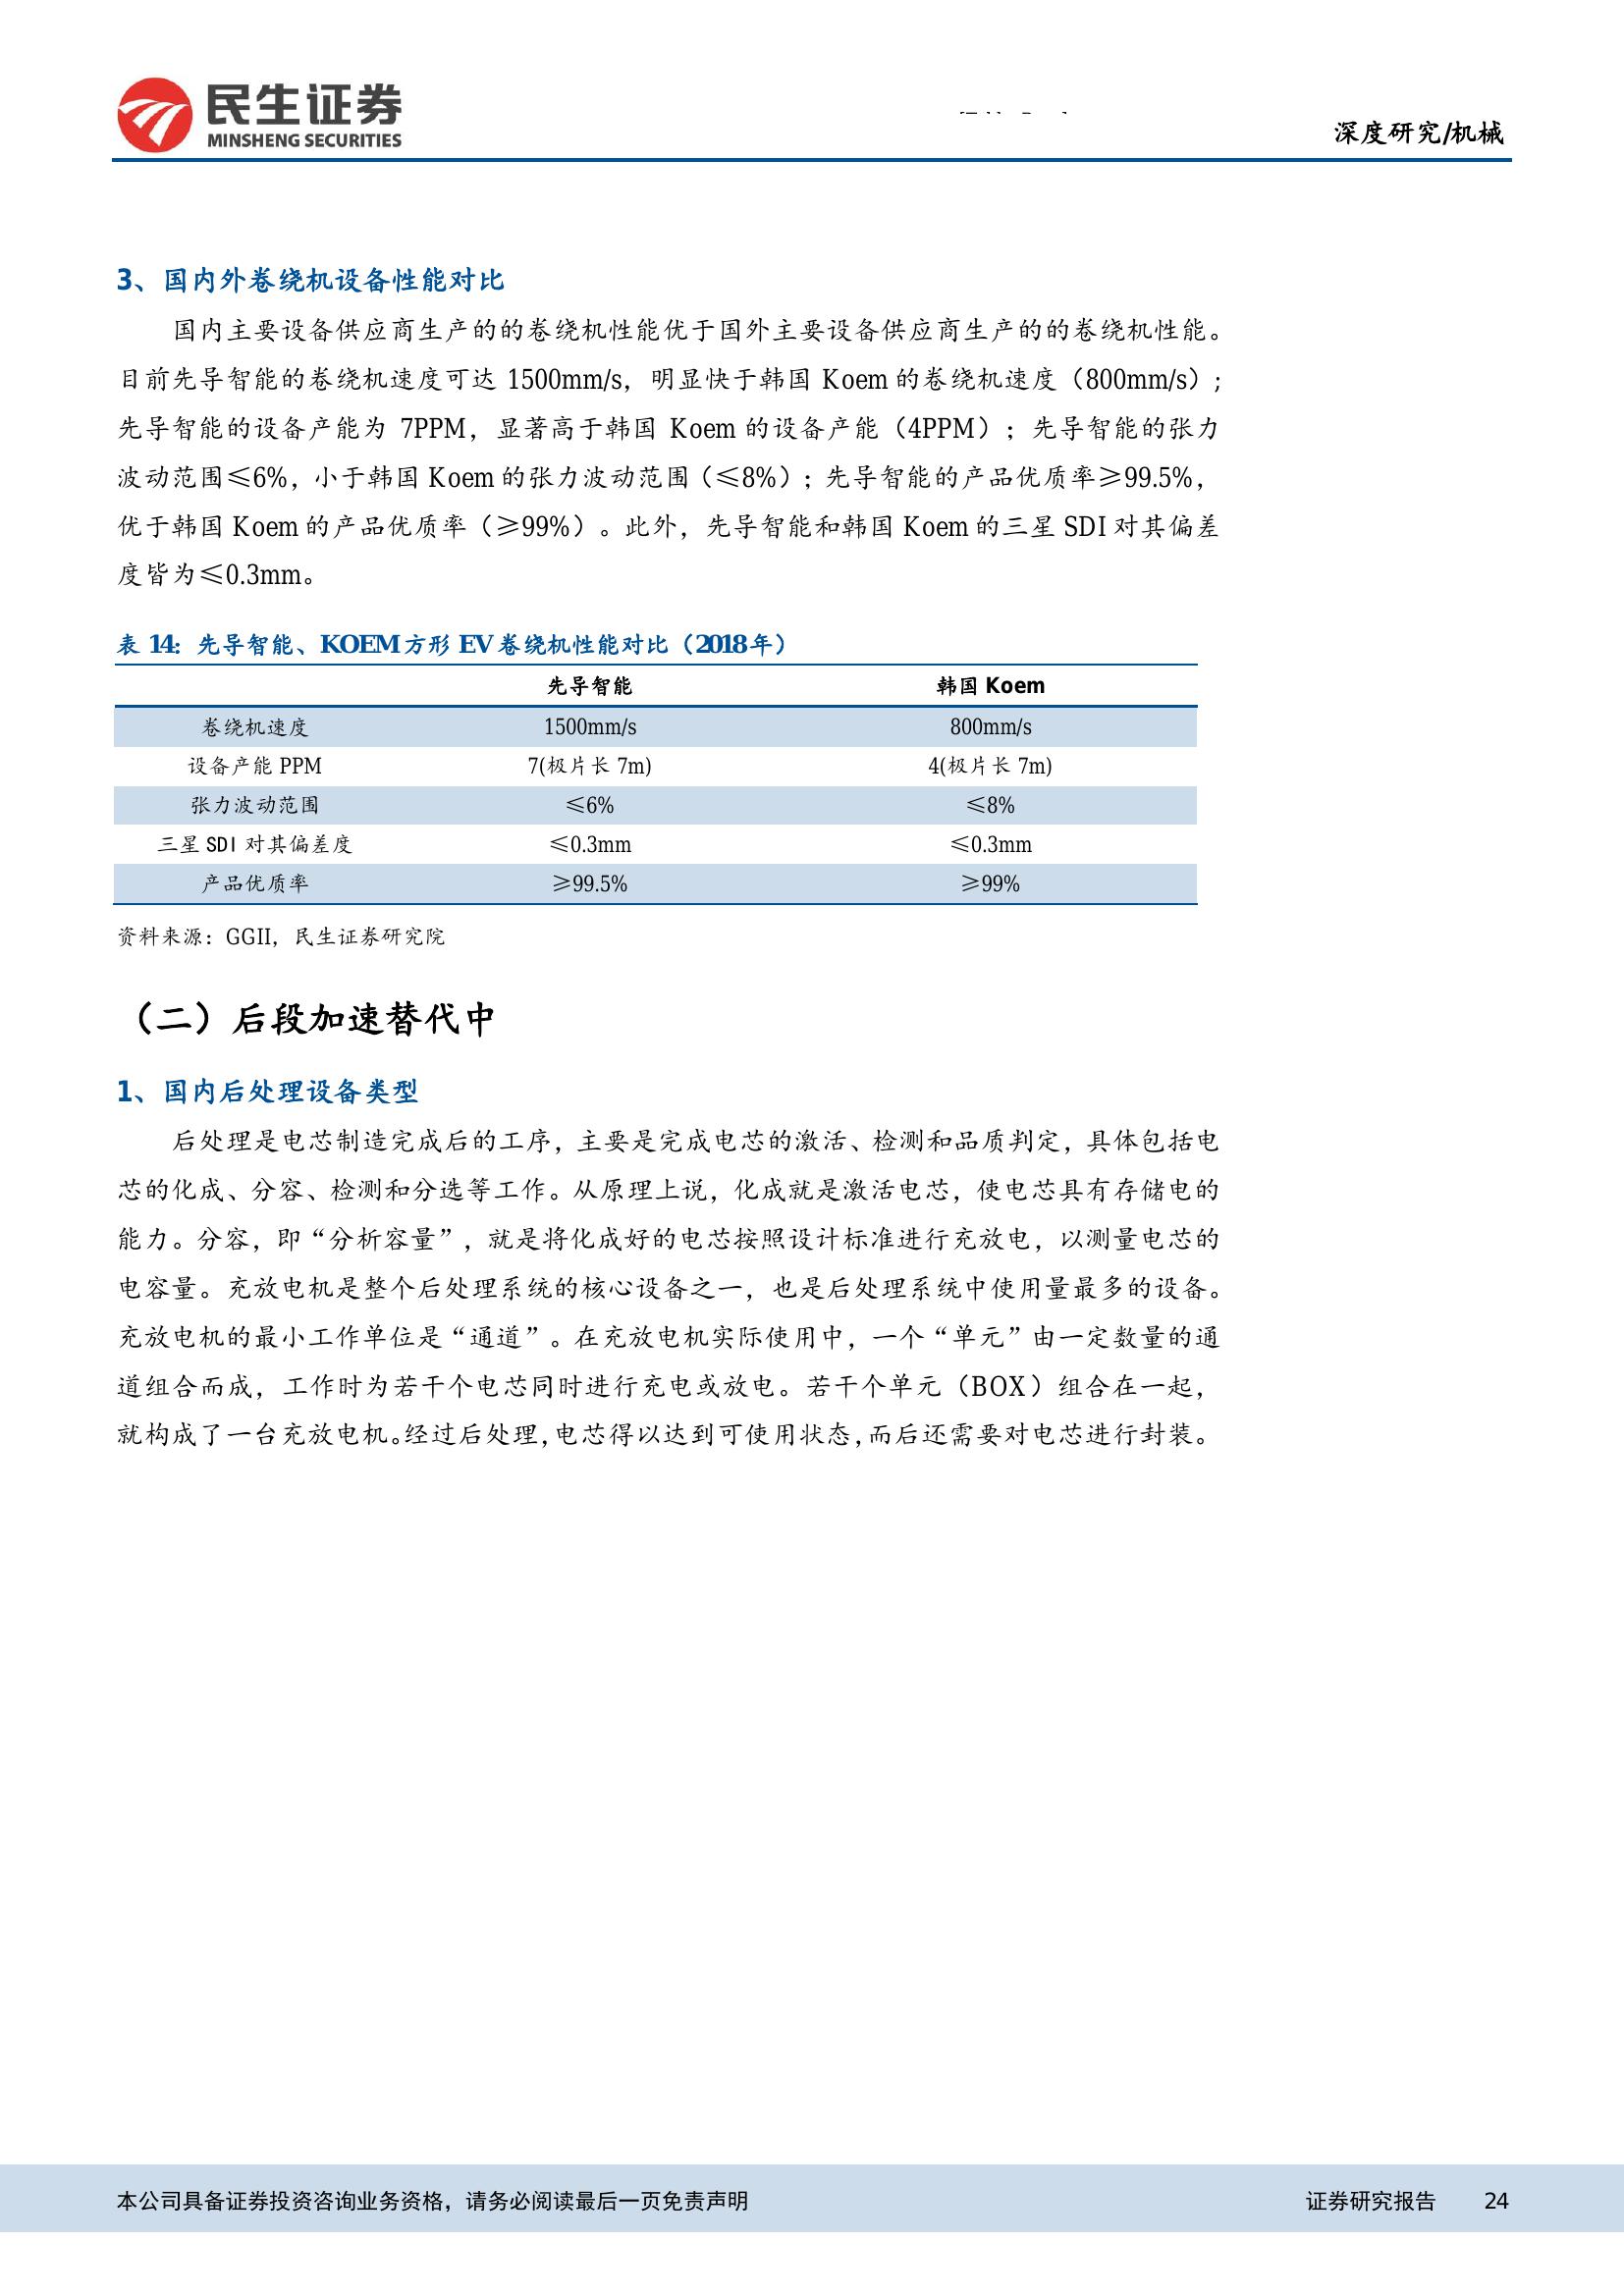 民生证券
MINSHENG SECURITIES
深度研究/机械
3、国内外卷绕机设备性能对比
国内主要设备供应商生产的的卷绕机性能优于国外主要设备供应商生产的的卷绕机性能。
目前先导智能的卷绕机速度可达 1500mm/s，明显快于韩国 Koem 的卷绕机速度（800mm/s）；
先导智能的设备产能为 7PPM，显著高于韩国 Koem 的设备产能（4PPM）；先导智能的张力
波动范围≤6%，小于韩国 Koem 的张力波动范围（≤8%）；先导智能的产品优质率≥99.5%，
优于韩国 Koem 的产品优质率（≥99%）。此外，先导智能和韩国 Koem 的三星 SDI 对其偏差
度皆为≤0.3mm。
表 14：先导智能、KOEM 方形 EV 卷绕机性能对比（2018 年）
先导智能 韩国 Koem
卷绕机速度 1500mm/s 800mm/s
设备产能 PPM 7(极片长 7m) 4(极片长 7m)
张力波动范围 ≤6% ≤8%
三星 SDI 对其偏差度 ≤0.3mm ≤0.3mm
产品优质率 ≥99.5% ≥99%
资料来源：GGII，民生证券研究院
（二）后段加速替代中
1、国内后处理设备类型
后处理是电芯制造完成后的工序，主要是完成电芯的激活、检测和品质判定，具体包括电
芯的化成、分容、检测和分选等工作。从原理上说，化成就是激活电芯，使电芯具有存储电的
能力。分容，即“分析容量”，就是将化成好的电芯按照设计标准进行充放电，以测量电芯的
电容量。充放电机是整个后处理系统的核心设备之一，也是后处理系统中使用量最多的设备。
充放电机的最小工作单位是“通道”。在充放电机实际使用中，一个“单元”由一定数量的通
道组合而成，工作时为若干个电芯同时进行充电或放电。若干个单元（BOX）组合在一起，
就构成了一台充放电机。经过后处理，电芯得以达到可使用状态，而后还需要对电芯进行封装。
本公司具备证券投资咨询业务资格，请务必阅读最后一页免责声明 证券研究报告 24